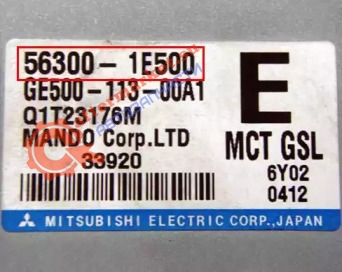 56300-1E500
GE500-113-00A1
Q1T23176M
MANDO Corp.LTD
33920
E
MCT GSL
6Y02
0412
MITSUBISHI ELECTRIC CORP.,JAPAN